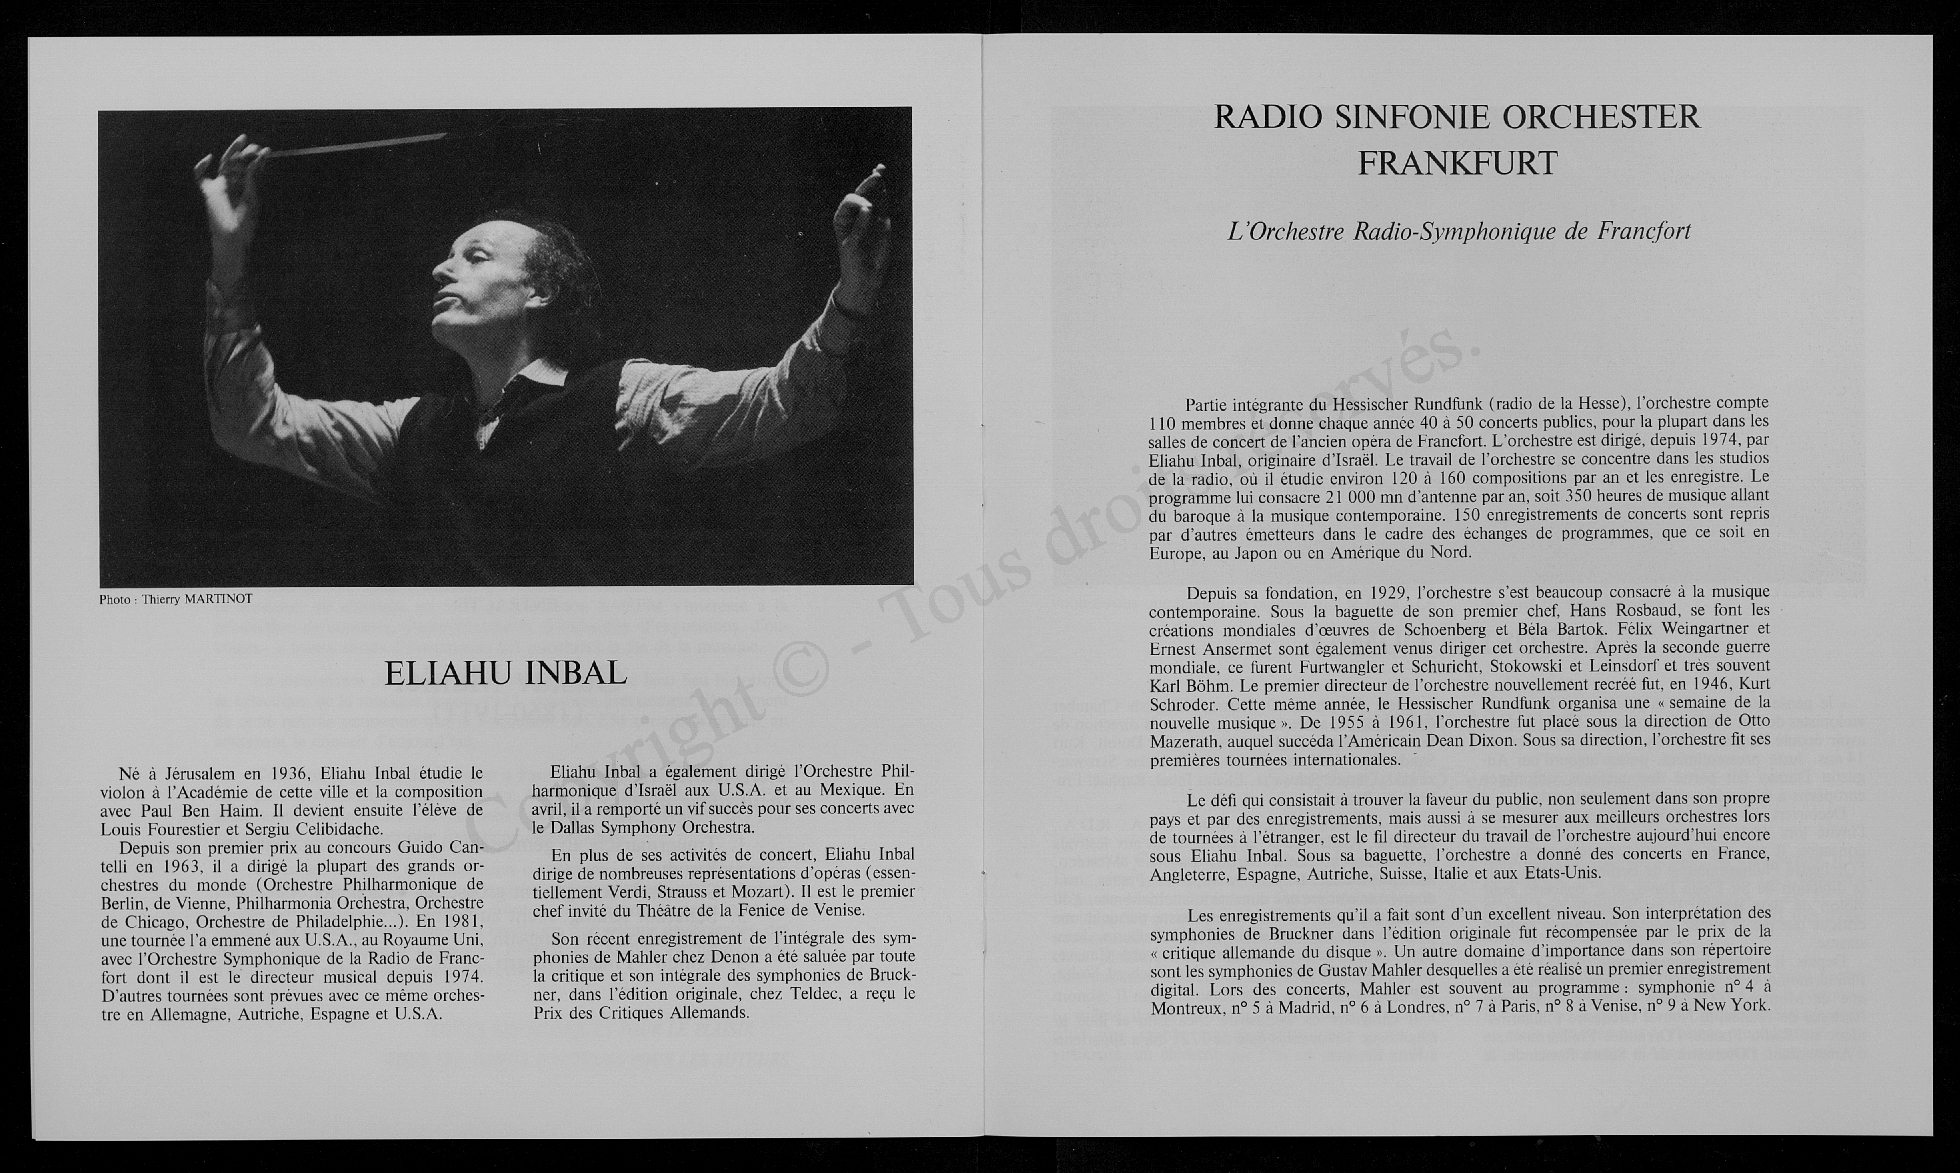 Photo : Thierry MARTINOT
ELIAHU INBAL
Né à Jérusalem en 1936, Eliahu Inbal étudie le
violon à l'Académie de cette ville et la composition
avec Paul Ben Haim. Il devient ensuite l'élève de
Louis Fourestier et Sergiu Celibidache.
Depuis son premier prix au concours Guido Can-
telli en 1963, il a dirigé la plupart des grands or-
chestres du monde (Orchestre Philharmonique de
Berlin, de Vienne, Philharmonia Orchestra, Orchestre
de Chicago, Orchestre de Philadelphie...). En 1981,
une tournée l'a emmené aux U.S.A., au Royaume Uni,
avec l'Orchestre Symphonique de la Radio de Franc-
fort dont il est le directeur musical depuis 1974.
D'autres tournées sont prévues avec ce même orches-
tre en Allemagne, Autriche, Espagne et U.S.A.
Eliahu Inbal a également dirigé l'Orchestre Phil-
harmonique d'Israël aux U.S.A. et au Mexique. En
avril, il a remporté un vif succès pour ses concerts avec
le Dallas Symphony Orchestra.
En plus de ses activités de concert, Eliahu Inbal
dirige de nombreuses représentations d'opéras (essen-
tiellement Verdi, Strauss et Mozart). Il est le premier
chef invité du Théâtre de la Fenice de Venise.
Son récent enregistrement de l'intégrale des sym-
phonies de Mahler chez Denon a été saluée par toute
la critique et son intégrale des symphonies de Bruck-
ner, dans l'édition originale, chez Teldec, a reçu le
Prix des Critiques Allemands.
RADIO SINFONIE ORCHESTER
FRANKFURT
L'Orchestre Radio-Symphonique de Francfort
Partie intégrante du Hessischer Rundfunk (radio de la Hesse), l'orchestre compte
110 membres et donne chaque année 40 à 50 concerts publics, pour la plupart dans les
salles de concert de l'ancien opéra de Francfort. L'orchestre est dirigé, depuis 1974, par
Eliahu Inbal, originaire d'Israël. Le travail de l'orchestre se concentre dans les studios
de la radio, où il étudie environ 120 à 160 compositions par an et les enregistre. Le
programme lui consacre 21 000 mn d'antenne par an, soit 350 heures de musique allant
du baroque à la musique contemporaine. 150 enregistrements de concerts sont repris
par d'autres émetteurs dans le cadre des échanges de programmes, que ce soit en
Europe, au Japon ou en Amérique du Nord.
Depuis sa fondation, en 1929, l'orchestre s'est beaucoup consacré à la musique
contemporaine. Sous la baguette de son premier chef, Hans Rosbaud, se font les
créations mondiales d'œuvres de Schoenberg et Béla Bartok. Félix Weingartner et
Ernest Ansermet sont également venus diriger cet orchestre. Après la seconde guerre
mondiale, ce furent Furtwangler et Schuricht, Stokowski et Leinsdorf et très souvent
Karl Böhm. Le premier directeur de l'orchestre nouvellement recréé fut, en 1946, Kurt
Schroder. Cette même année, le Hessischer Rundfunk organisa une « semaine de la
nouvelle musique ». De 1955 à 1961, l'orchestre fut placé sous la direction de Otto
Mazerath, auquel succéda l'Américain Dean Dixon. Sous sa direction, l'orchestre fit ses
premières tournées internationales.
Le défi qui consistait à trouver la faveur du public, non seulement dans son propre
pays et par des enregistrements, mais aussi à se mesurer aux meilleurs orchestres lors
de tournées à l'étranger, est le fil directeur du travail de l'orchestre aujourd'hui encore
sous Eliahu Inbal. Sous sa baguette, l'orchestre a donné des concerts en France,
Angleterre, Espagne, Autriche, Suisse, Italie et aux Etats-Unis.
Les enregistrements qu'il a fait sont d'un excellent niveau. Son interprétation des
symphonies de Bruckner dans l'édition originale fut récompensée par le prix de la
« critique allemande du disque ». Un autre domaine d'importance dans son répertoire
sont les symphonies de Gustav Mahler desquelles a été réalisé un premier enregistrement
digital. Lors des concerts, Mahler est souvent au programme : symphonie n° 4 à
Montreux, n° 5 à Madrid, n° 6 à Londres, n° 7 à Paris, n° 8 à Venise, n° 9 à New York.
Copyright © - Tous droits réservés.